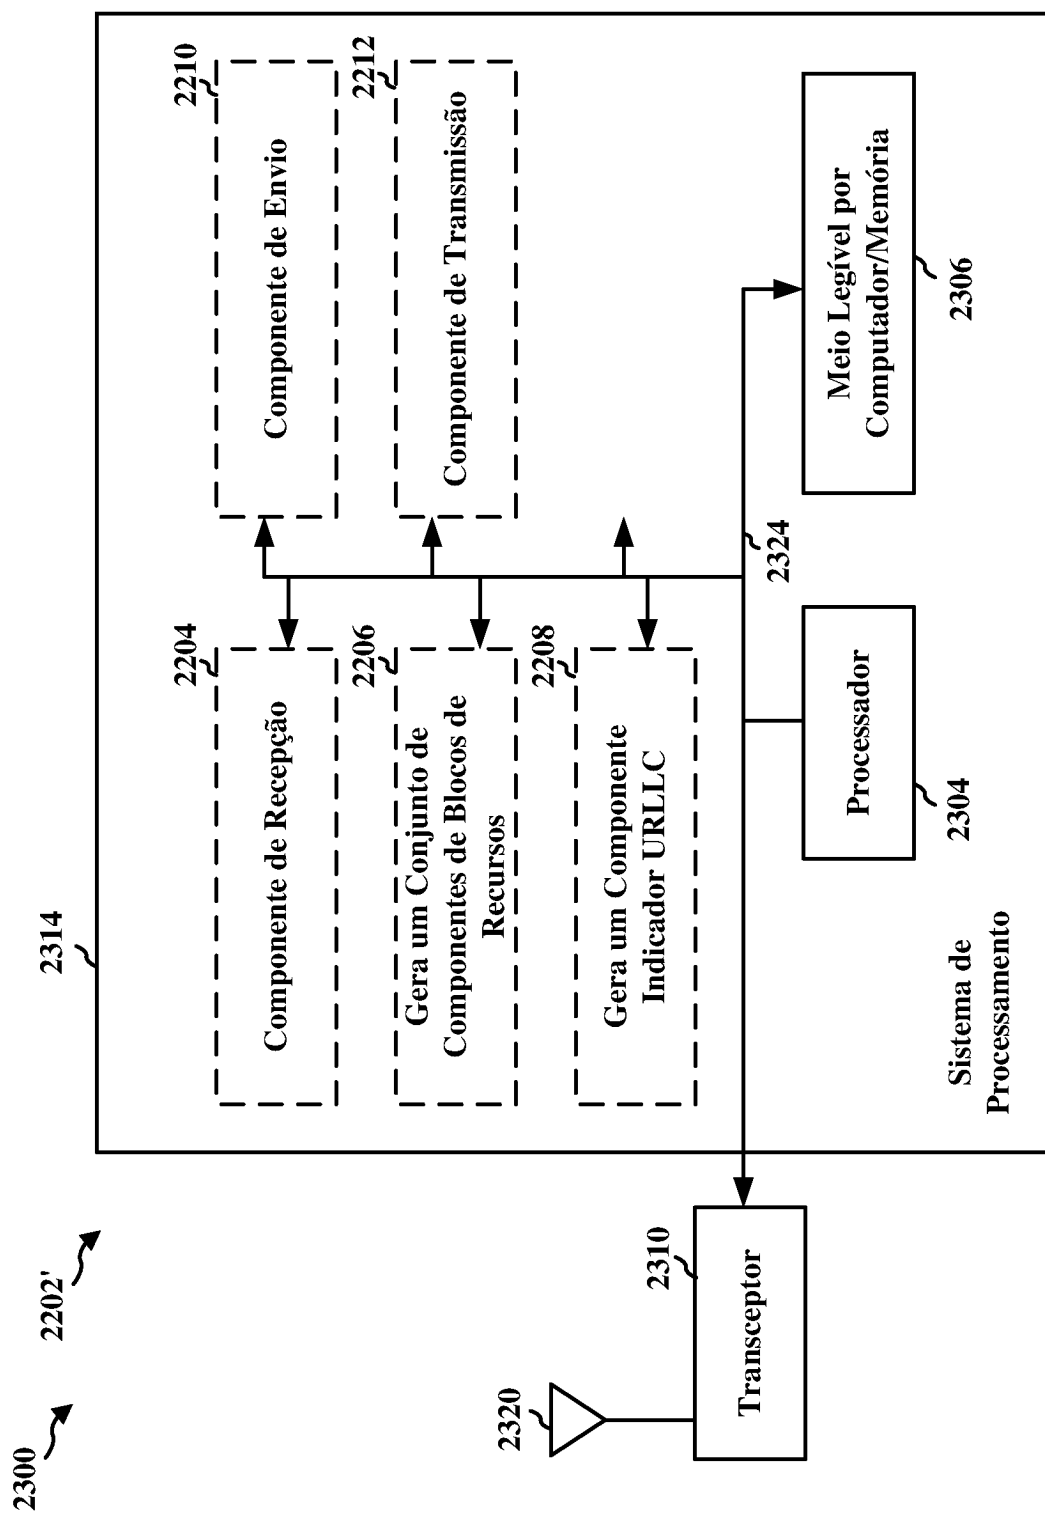 2300
2202'
2314
2204
Componente de Recepção
2210
Componente de Envio
2206
Gera um Conjunto de
Componentes de Blocos de
Recursos
2212
Componente de Transmissão
2208
Gera um Componente
Indicador URLLC
2320
2310
Transceptor
2324
Processador
2304
Meio Legível por
Computador/Memória
2306
Sistema de
Processamento